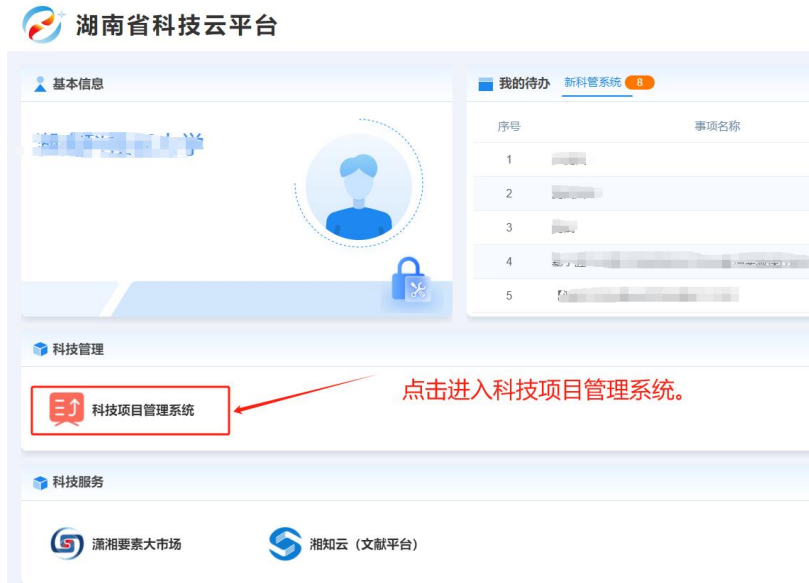 湖南省科技云平台
基本信息
我的待办 新科管系统 8
序号 事项名称
1
2
3
4
5
科技管理
科技项目管理系统
点击进入科技项目管理系统。
科技服务
潇湘要素大市场 湘知云（文献平台）